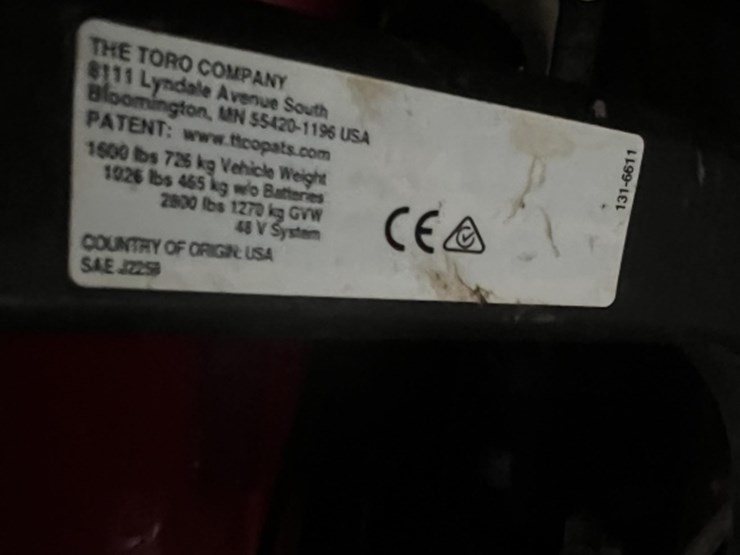 THE TORO COMPANY
8111 Lyndale Avenue South
Bloomington, MN 55420-1196 USA
PATENT: www.ttcopats.com
1600 lbs 726 kg Vehicle Weight
1026 lbs 465 kg w/o Batteries
2800 lbs 1270 kg GVW
48 V System
COUNTRY OF ORIGIN: USA
SAE J2258
CE
131-6611